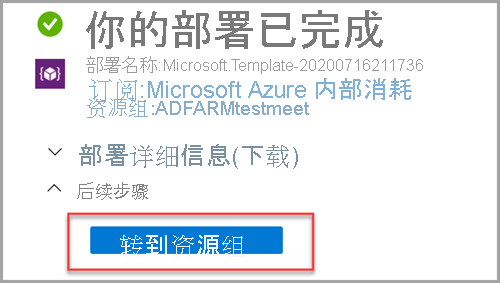 你的部署已完成
部署名称:Microsoft.Template-20200716211736
订阅:Microsoft Azure 内部消耗
资源组:ADFARMtestmeet
部署详细信息(下载)
后续步骤
转到资源组